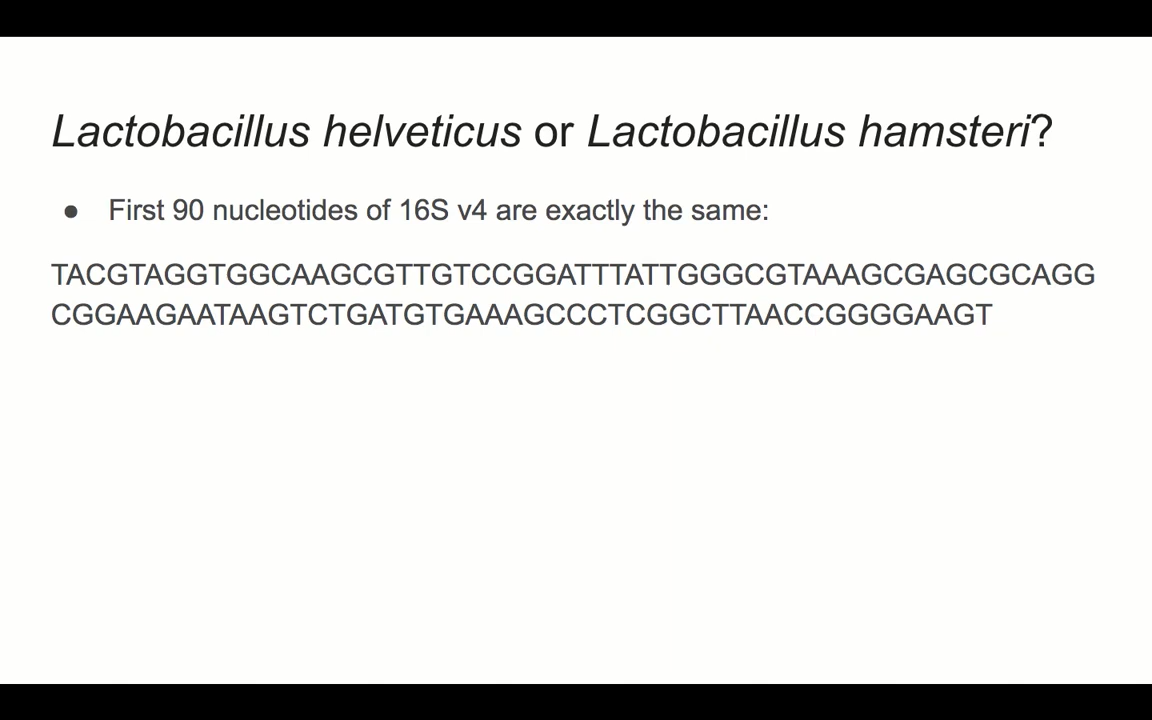 Lactobacillus helveticus or Lactobacillus hamsteri?
● First 90 nucleotides of 16S v4 are exactly the same:
TACGTAGGTGGCAAGCGTTGTCCGGATTTATTGGGCGTAAAGCGAGCGCAGG
CGGAAGAATAAGTCTGATGTGAAAGCCCTCGGCTTAACCGGGGAAGT